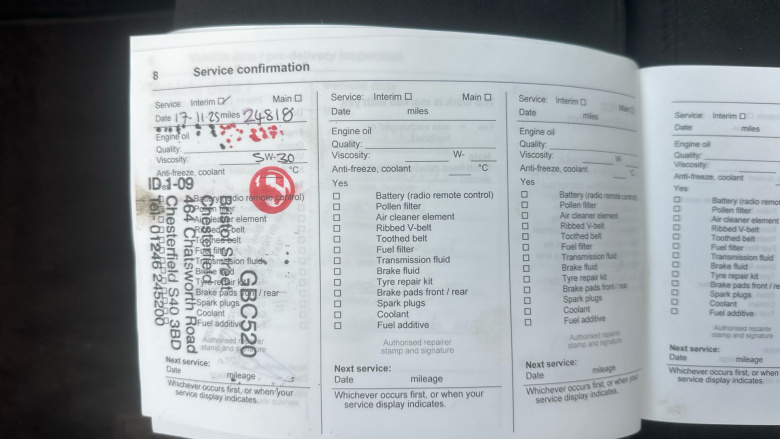 8 Service confirmation
Service: Interim ☑ Main ☐
Date 17-11-25 miles 24818
Engine oil
Quality:
Viscosity: 5W-30
Anti-freeze, coolant °C
ID 1-09
Bristol Street
Chesterfield
464 Chatsworth Road
Chesterfield S40 3BD
Tel: 01246 245200
GBC520
Battery (radio remote control)
Pollen filter
Air cleaner element
Ribbed V-belt
Toothed belt
Fuel filter
Transmission fluid
Brake fluid
Tyre repair kit
Brake pads front / rear
Spark plugs
Coolant
Fuel additive
Authorised repairer
stamp and signature
Next service:
Date mileage
Whichever occurs first, or when your
service display indicates.
Service: Interim ☐ Main ☐
Date miles
Engine oil
Quality:
Viscosity: W-
Anti-freeze, coolant °C
Yes
☐ Battery (radio remote control)
☐ Pollen filter
☐ Air cleaner element
☐ Ribbed V-belt
☐ Toothed belt
☐ Fuel filter
☐ Transmission fluid
☐ Brake fluid
☐ Tyre repair kit
☐ Brake pads front / rear
☐ Spark plugs
☐ Coolant
☐ Fuel additive
Authorised repairer
stamp and signature
Next service:
Date mileage
Whichever occurs first, or when your
service display indicates.
Service: Interim ☐ Main ☐
Date miles
Engine oil
Quality:
Viscosity: W-
Anti-freeze, coolant °C
Yes
☐ Battery (radio remote control)
☐ Pollen filter
☐ Air cleaner element
☐ Ribbed V-belt
☐ Toothed belt
☐ Fuel filter
☐ Transmission fluid
☐ Brake fluid
☐ Tyre repair kit
☐ Brake pads front / rear
☐ Spark plugs
☐ Coolant
☐ Fuel additive
Authorised repairer
stamp and signature
Next service:
Date mileage
Whichever occurs first, or when your
service display indicates.
Service: Interim ☐
Date miles
Engine oil
Quality:
Viscosity:
Anti-freeze, coolant
Yes
☐ Battery (radio remote
☐ Pollen filter
☐ Air cleaner element
☐ Ribbed V-belt
☐ Toothed belt
☐ Fuel filter
☐ Transmission fluid
☐ Brake fluid
☐ Tyre repair kit
☐ Brake pads front / re
☐ Spark plugs
☐ Coolant
☐ Fuel additive
Authorised repairer
stamp and signature
Next service:
Date mileage
Whichever occurs first, or
service display indicates.